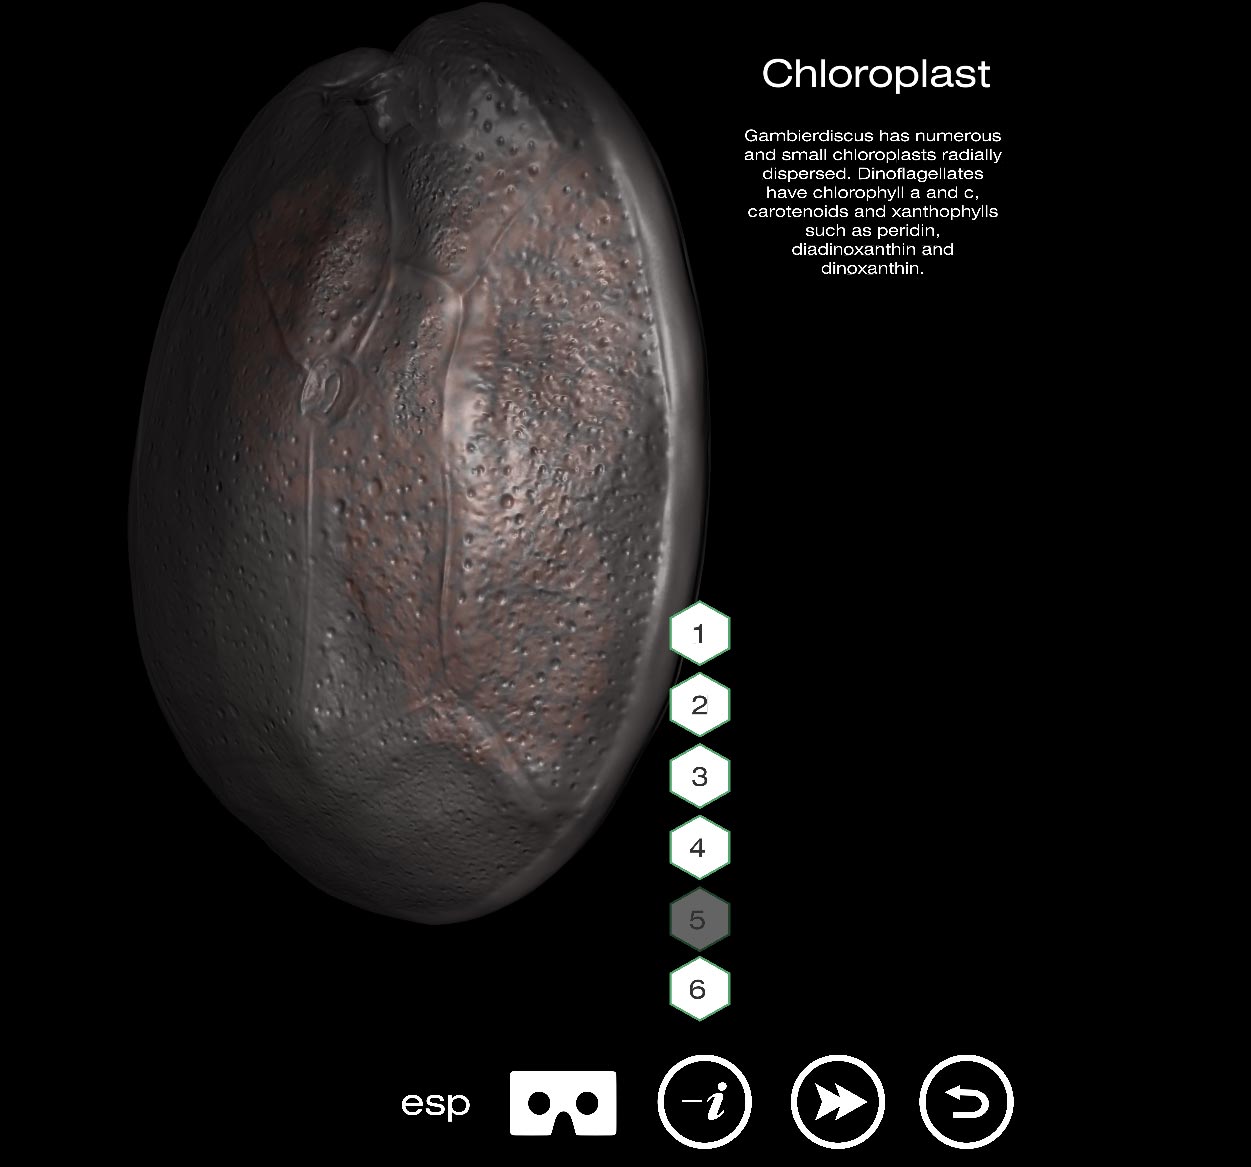 Chloroplast
Gambierdiscus has numerous
and small chloroplasts radially
dispersed. Dinoflagellates
have chlorophyll a and c,
carotenoids and xanthophylls
such as peridin,
diadinoxanthin and
dinoxanthin.
1
2
3
4
5
6
esp
-i